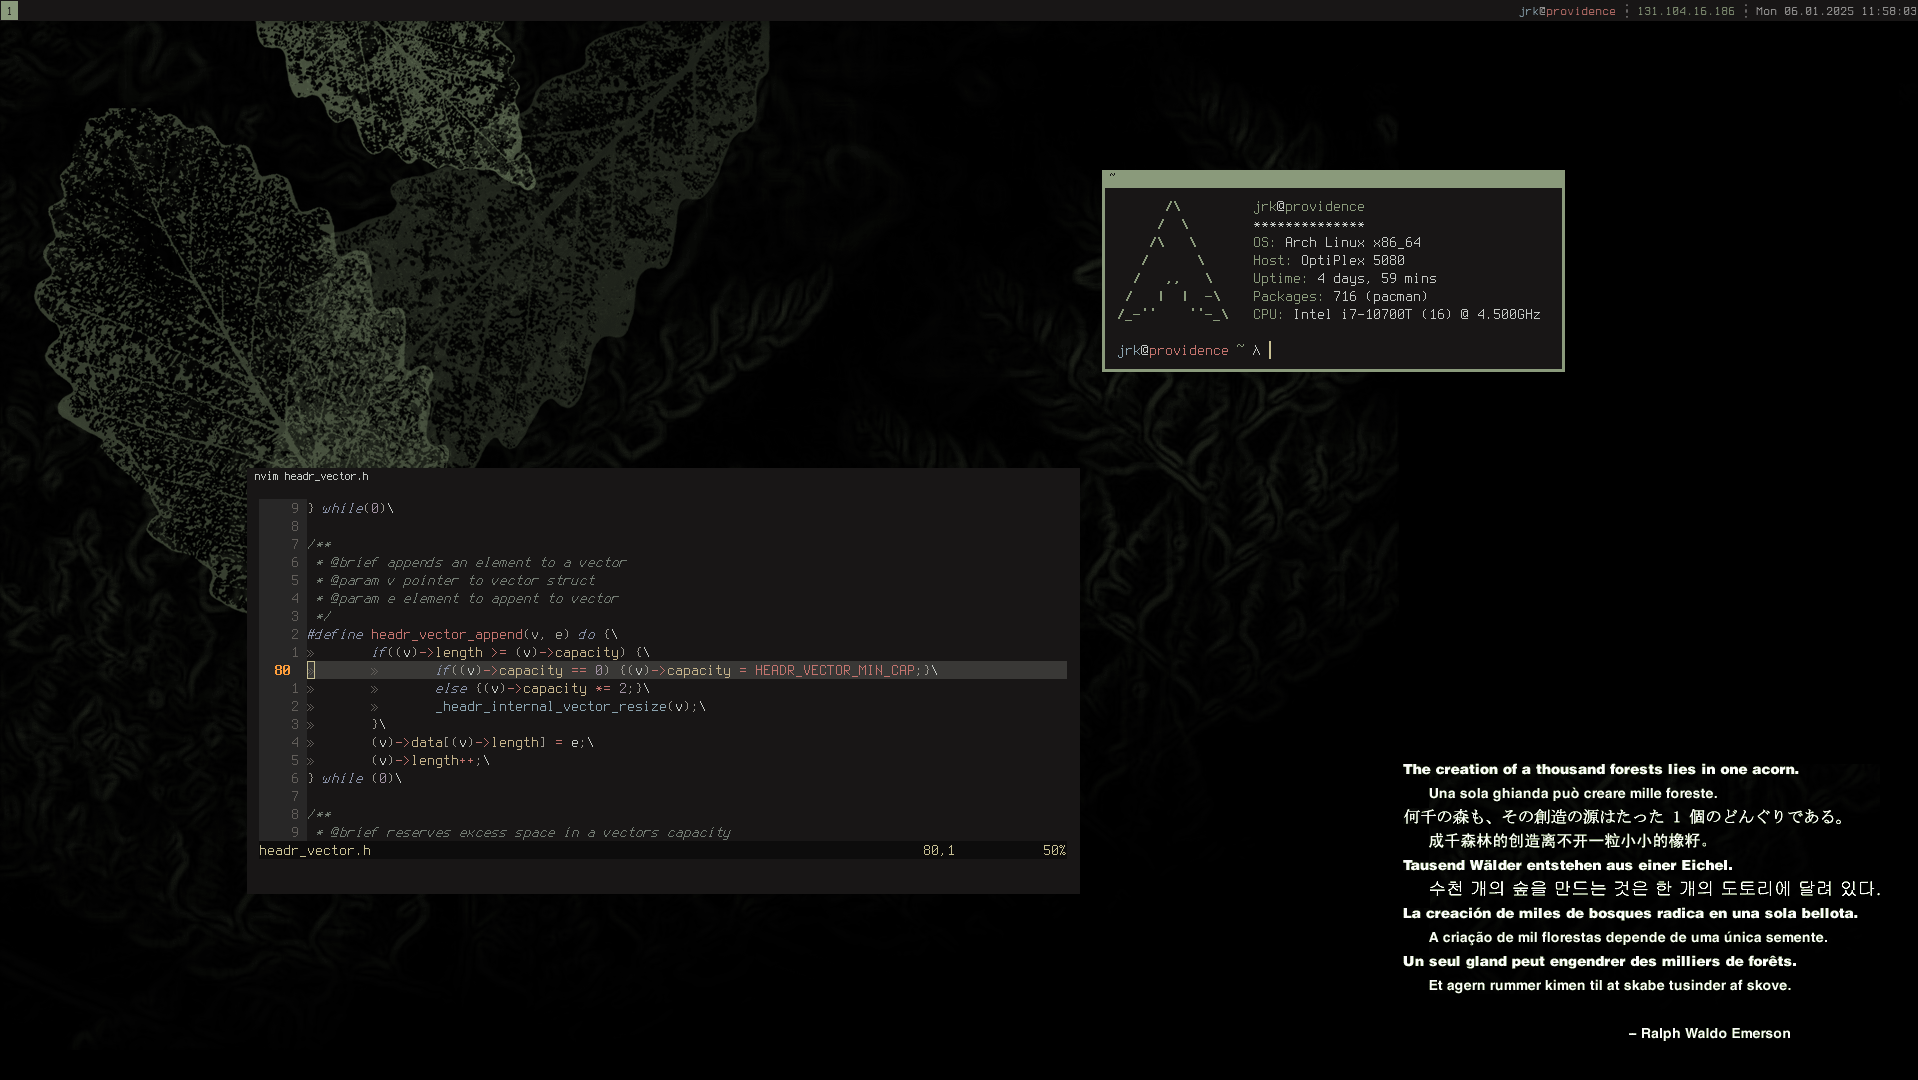 1
jrk@providence ¦ 131.104.16.186 ¦ Mon 06.01.2025 11:58:03
~
/\
/  \
/\   \
/      \
/   ,,   \
/   |  |  -\
/_-''    ''-_\
jrk@providence
**************
OS: Arch Linux x86_64
Host: OptiPlex 5080
Uptime: 4 days, 59 mins
Packages: 716 (pacman)
CPU: Intel i7-10700T (16) @ 4.500GHz
jrk@providence ~ λ
nvim headr_vector.h
9 } while(0)\
8
7 /**
6  * @brief appends an element to a vector
5  * @param v pointer to vector struct
4  * @param e element to appent to vector
3  */
2 #define headr_vector_append(v, e) do {\
1 »       if((v)->length >= (v)->capacity) {\
80 »       »       if((v)->capacity == 0) {(v)->capacity = HEADR_VECTOR_MIN_CAP;}\
1 »       »       else {(v)->capacity *= 2;}\
2 »       »       _headr_internal_vector_resize(v);\
3 »       }\
4 »       (v)->data[(v)->length] = e;\
5 »       (v)->length++;\
6 } while (0)\
7
8 /**
9  * @brief reserves excess space in a vectors capacity
headr_vector.h 80,1 50%
The creation of a thousand forests lies in one acorn.
Una sola ghianda può creare mille foreste.
何千の森も、その創造の源はたった 1 個のどんぐりである。
成千森林的创造离不开一粒小小的橡籽。
Tausend Wälder entstehen aus einer Eichel.
수천 개의 숲을 만드는 것은 한 개의 도토리에 달려 있다.
La creación de miles de bosques radica en una sola bellota.
A criação de mil florestas depende de uma única semente.
Un seul gland peut engendrer des milliers de forêts.
Et agern rummer kimen til at skabe tusinder af skove.
– Ralph Waldo Emerson